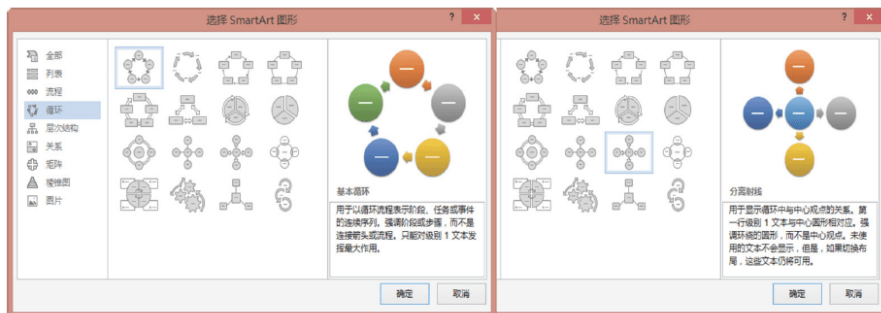 选择 SmartArt 图形
? ×
全部
列表
流程
循环
层次结构
关系
矩阵
棱锥图
图片
基本循环
用于以循环流程表示阶段、任务或事件
的连续序列。强调阶段或步骤，而不是
连接箭头或流程。只能对级别 1 文本发
挥最大作用。
确定
取消
选择 SmartArt 图形
? ×
分离射线
用于显示循环中与中心观点的关系。第
一行级别 1 文本与中心圆形相对应。强
调环绕的圆形，而不是中心观点。未使
用的文本不会显示，但是，如果切换布
局，这些文本仍将可用。
确定
取消